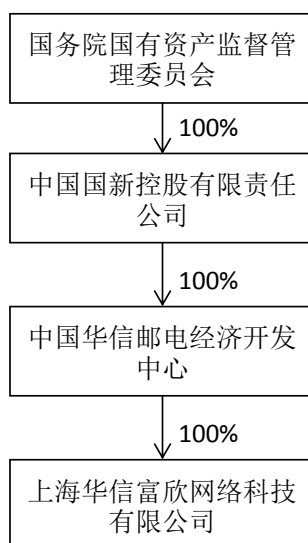 国务院国有资产监督管
理委员会
100%
中国国新控股有限责任
公司
100%
中国华信邮电经济开发
中心
100%
上海华信富欣网络科技
有限公司